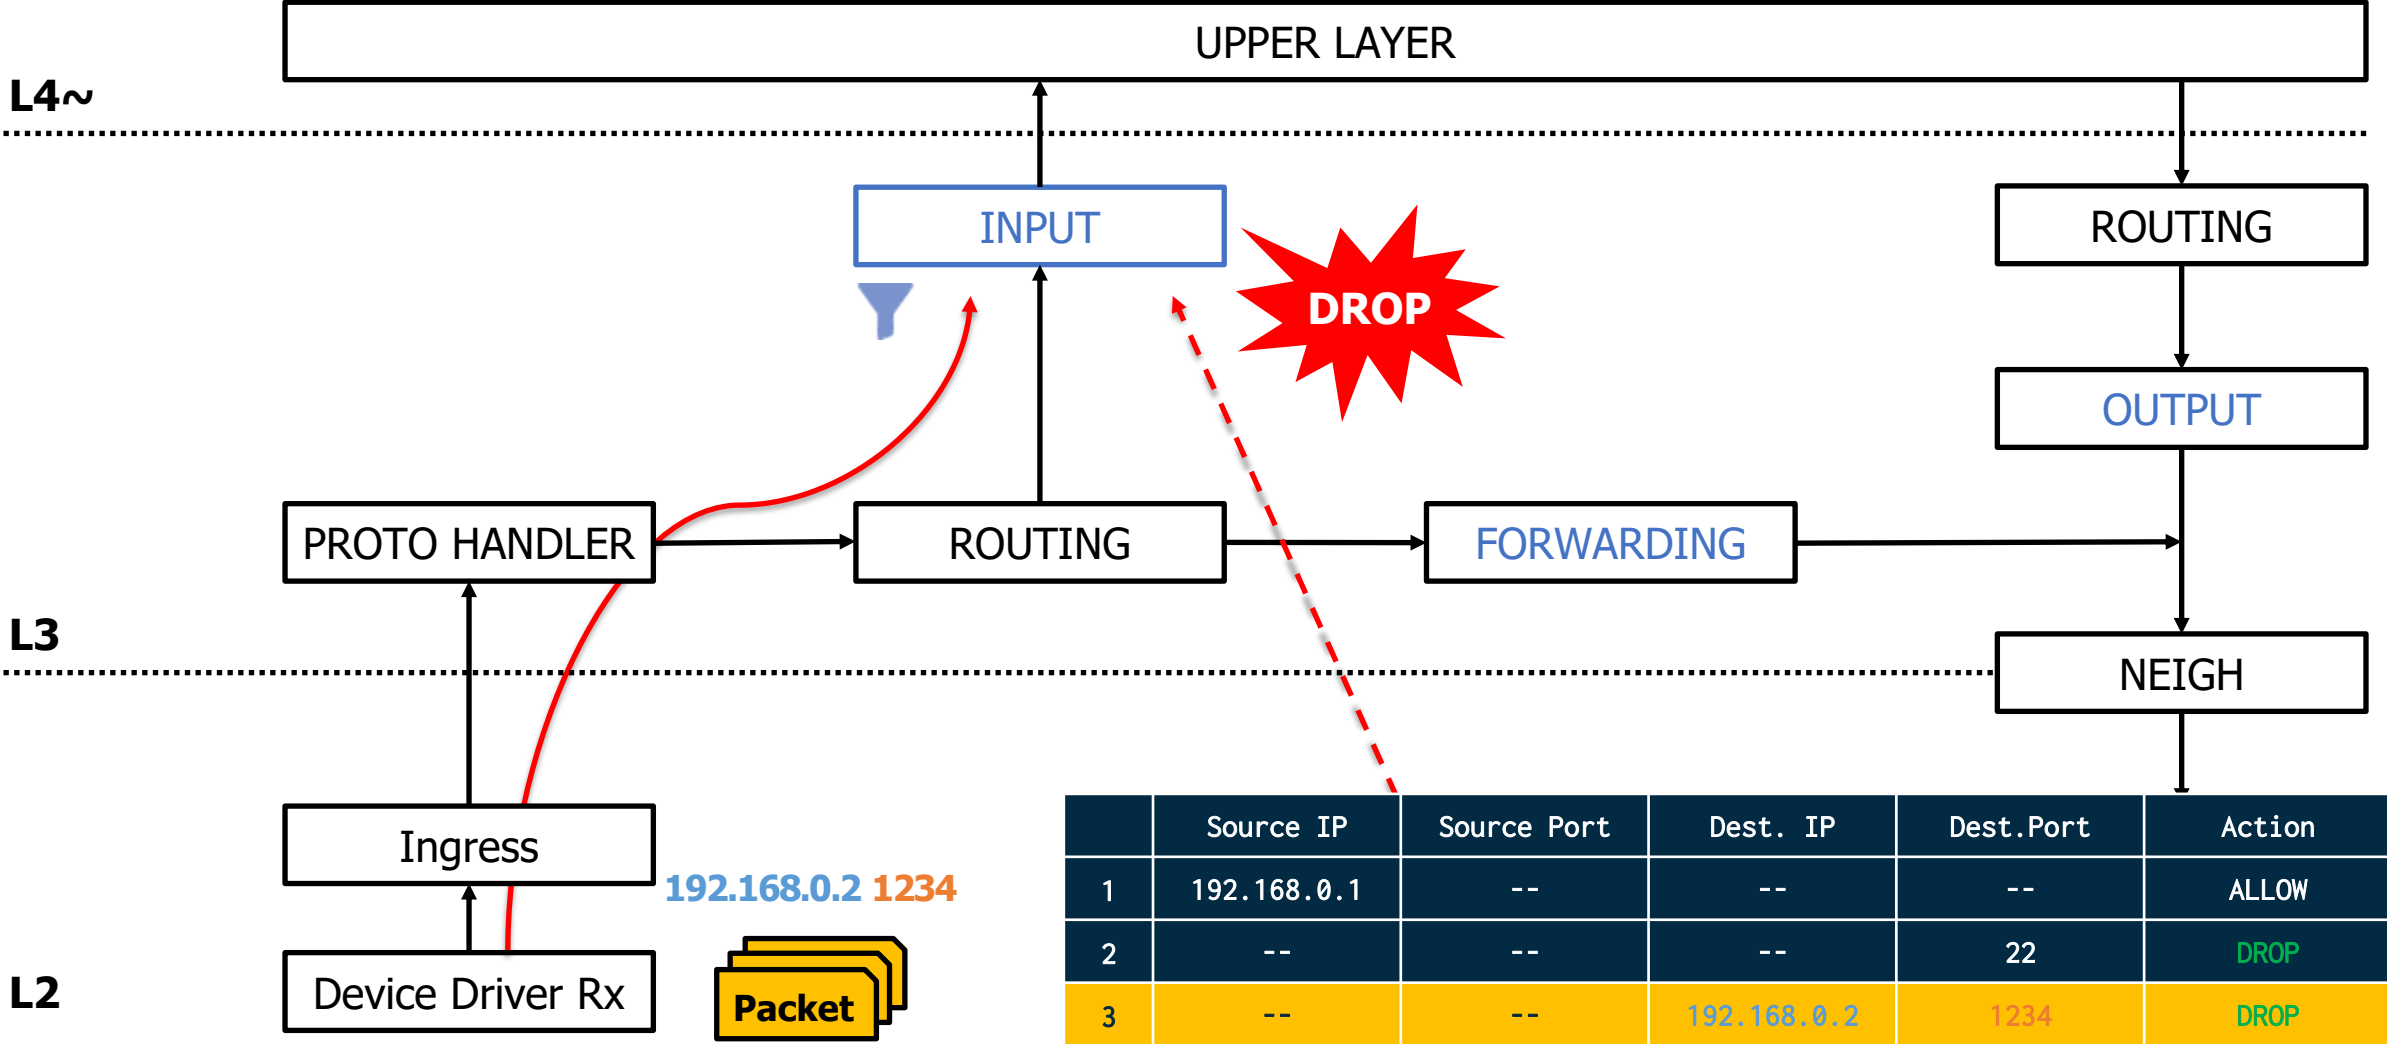 UPPER LAYER
L4~
INPUT
ROUTING
DROP
OUTPUT
PROTO HANDLER
ROUTING
FORWARDING
L3
NEIGH
Ingress
192.168.0.2 1234
L2
Device Driver Rx
Packet
Source IP Source Port Dest. IP Dest.Port Action
1 192.168.0.1 -- -- -- ALLOW
2 -- -- -- 22 DROP
3 -- -- 192.168.0.2 1234 DROP